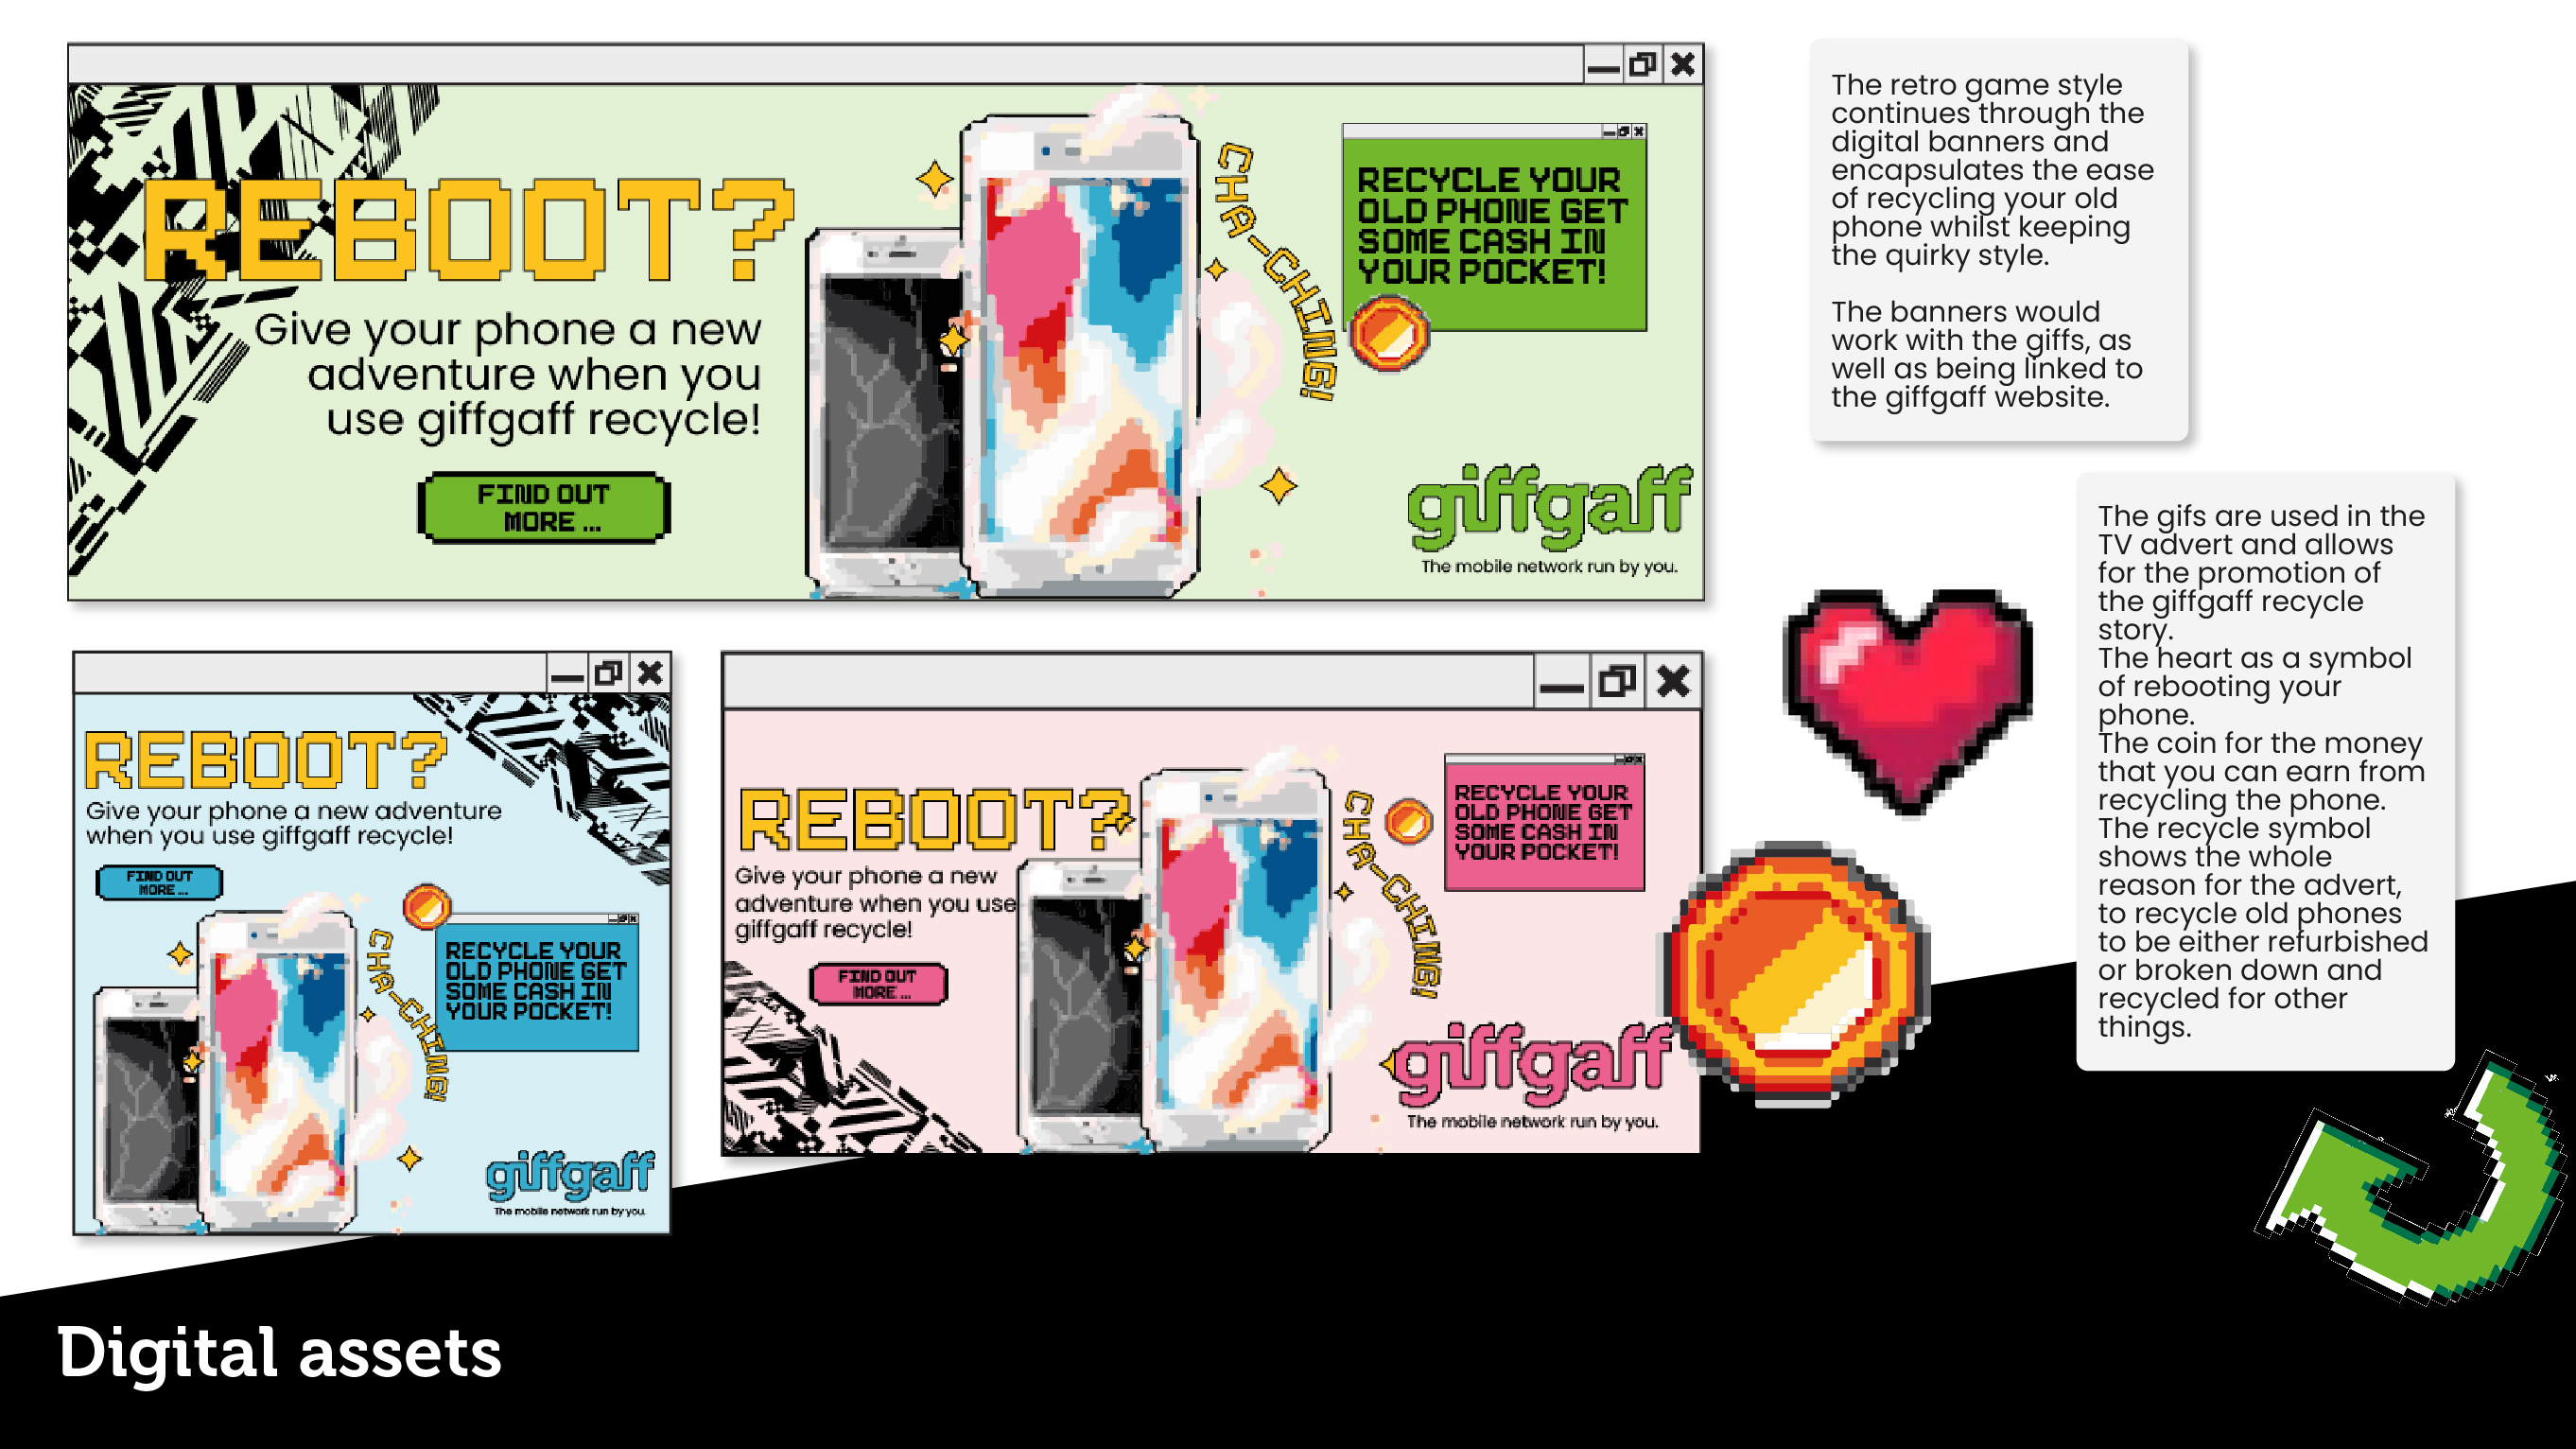 REBOOT?
Give your phone a new
adventure when you
use giffgaff recycle!
FIND OUT
MORE ...
CHA-CHING!
RECYCLE YOUR
OLD PHONE GET
SOME CASH IN
YOUR POCKET!
giffgaff
The mobile network run by you.
The retro game style
continues through the
digital banners and
encapsulates the ease
of recycling your old
phone whilst keeping
the quirky style.
The banners would
work with the giffs, as
well as being linked to
the giffgaff website.
REBOOT?
Give your phone a new adventure
when you use giffgaff recycle!
FIND OUT
MORE ...
CHA-CHING!
RECYCLE YOUR
OLD PHONE GET
SOME CASH IN
YOUR POCKET!
giffgaff
The mobile network run by you.
REBOOT?
Give your phone a new
adventure when you use
giffgaff recycle!
FIND OUT
MORE ...
CHA-CHING!
RECYCLE YOUR
OLD PHONE GET
SOME CASH IN
YOUR POCKET!
giffgaff
The mobile network run by you.
The gifs are used in the
TV advert and allows
for the promotion of
the giffgaff recycle
story.
The heart as a symbol
of rebooting your
phone.
The coin for the money
that you can earn from
recycling the phone.
The recycle symbol
shows the whole
reason for the advert,
to recycle old phones
to be either refurbished
or broken down and
recycled for other
things.
Digital assets